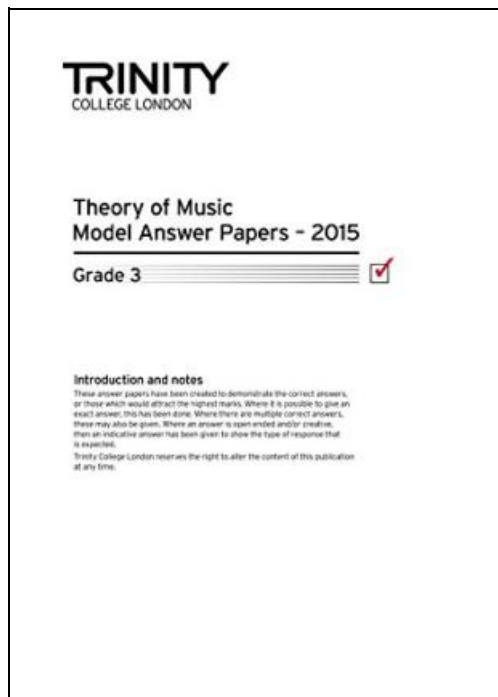 TRINITY
COLLEGE LONDON
Theory of Music
Model Answer Papers - 2015
Grade 3
Introduction and notes
These answer papers have been created to demonstrate the correct answers,
or those which would attract the highest marks. Where it is possible to give an
exact answer, this has been done. Where there are multiple correct answers,
these may also be given. Where an answer is open ended and/or creative,
then an indicative answer has been given to show the type of response that
is expected.
Trinity College London reserves the right to alter the content of this publication
at any time.